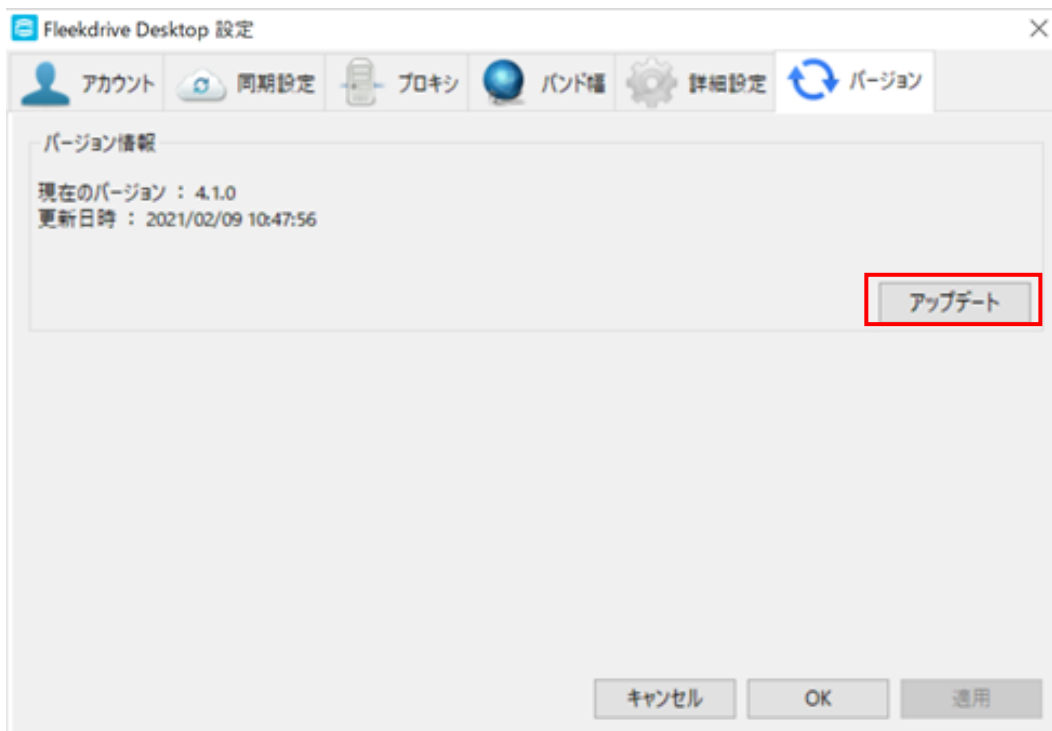 Fleekdrive Desktop 設定
アカウント 同期設定 プロキシ バンド幅 詳細設定 バージョン
バージョン情報
現在のバージョン : 4.1.0
更新日時 : 2021/02/09 10:47:56
アップデート
キャンセル OK 適用